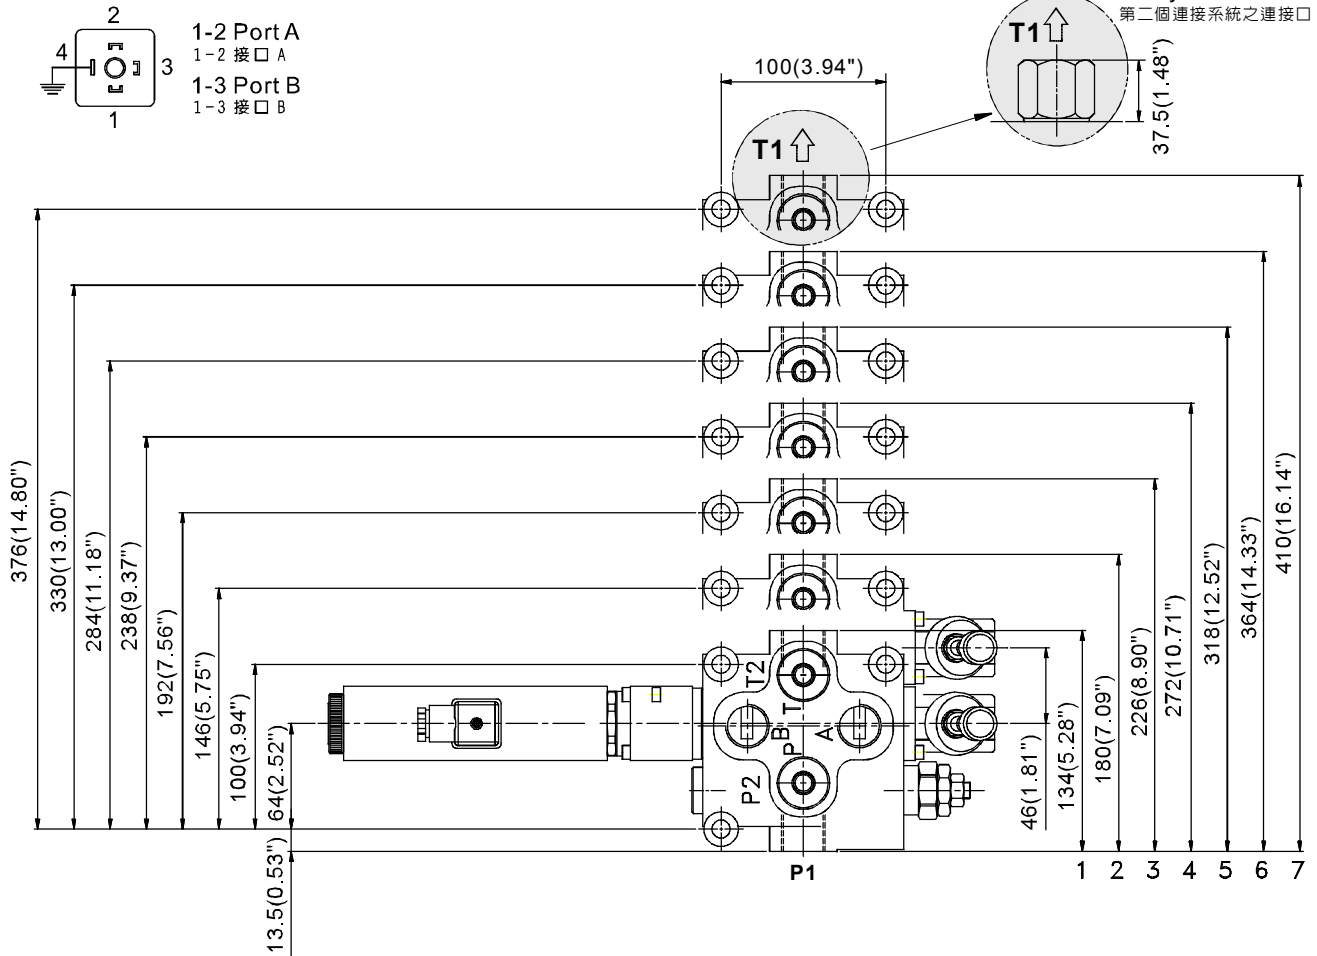 2
4
3
1
1-2 Port A
1-2 接口 A
1-3 Port B
1-3 接口 B
第二個連接系統之連接口
T1
37.5(1.48")
100(3.94")
T1
376(14.80")
330(13.00")
284(11.18")
238(9.37")
192(7.56")
146(5.75")
100(3.94")
64(2.52")
13.5(0.53")
T2
T
B
A
P
P2
P1
46(1.81")
134(5.28")
180(7.09")
226(8.90")
272(10.71")
318(12.52")
364(14.33")
410(16.14")
1 2 3 4 5 6 7